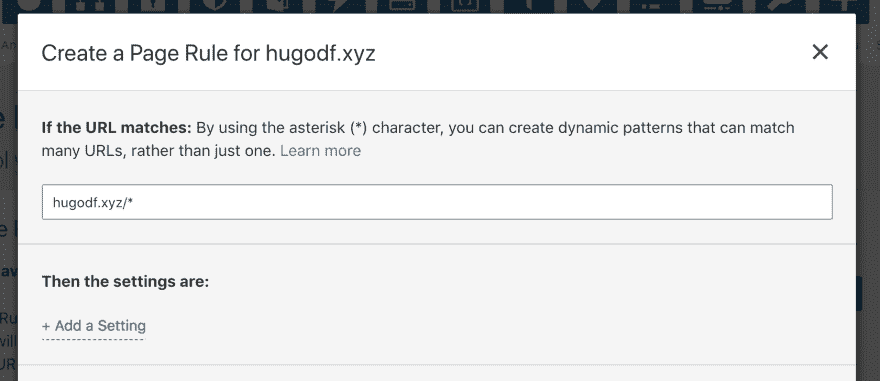 Create a Page Rule for hugodf.xyz
If the URL matches: By using the asterisk (*) character, you can create dynamic patterns that can match
many URLs, rather than just one. Learn more
hugodf.xyz/*
Then the settings are:
+ Add a Setting